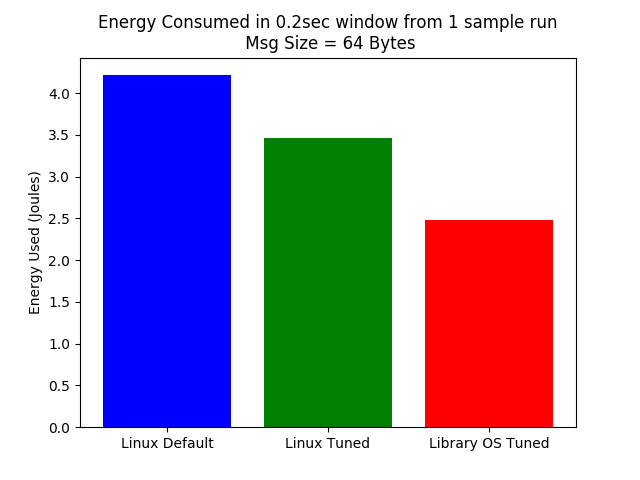 Energy Consumed in 0.2sec window from 1 sample run
Msg Size = 64 Bytes
Energy Used (Joules)
4.0
3.5
3.0
2.5
2.0
1.5
1.0
0.5
0.0
Linux Default
Linux Tuned
Library OS Tuned